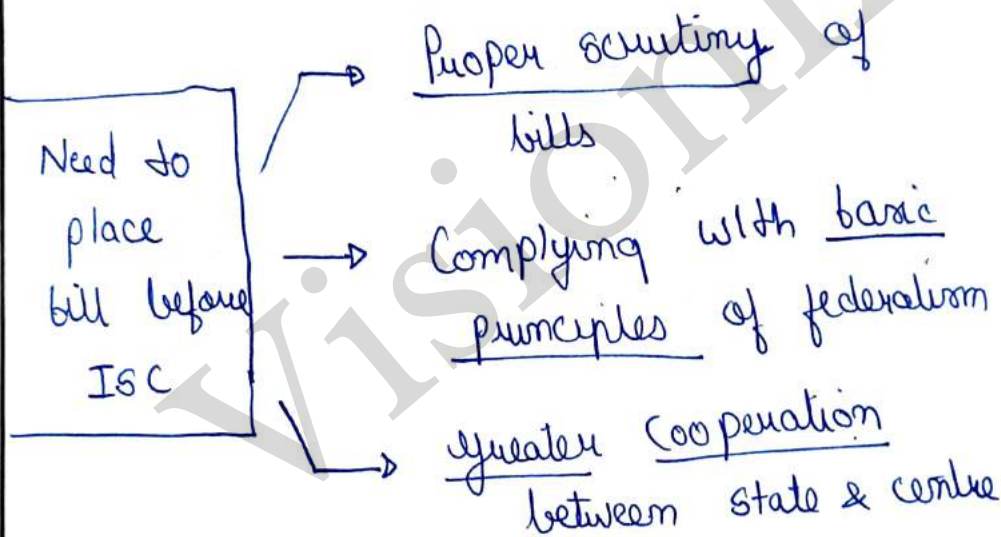 Need to
place
bill before
ISC
Proper scrutiny of
bills
Complying with basic
principles of federalism
Greater Cooperation
between state & centre
Vision